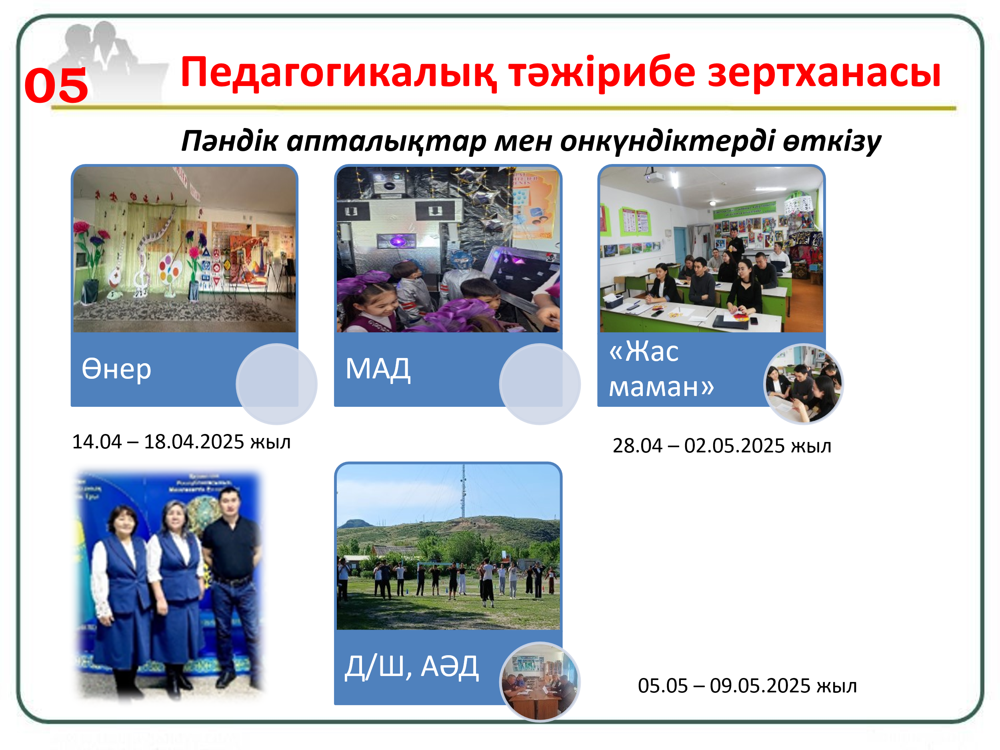 05
Педагогикалық тәжірибе зертханасы
Пәндік апталықтар мен онкүндіктерді өткізу
Өнер
МАД
«Жас
маман»
14.04 – 18.04.2025 жыл
28.04 – 02.05.2025 жыл
Д/Ш, АӘД
05.05 – 09.05.2025 жыл